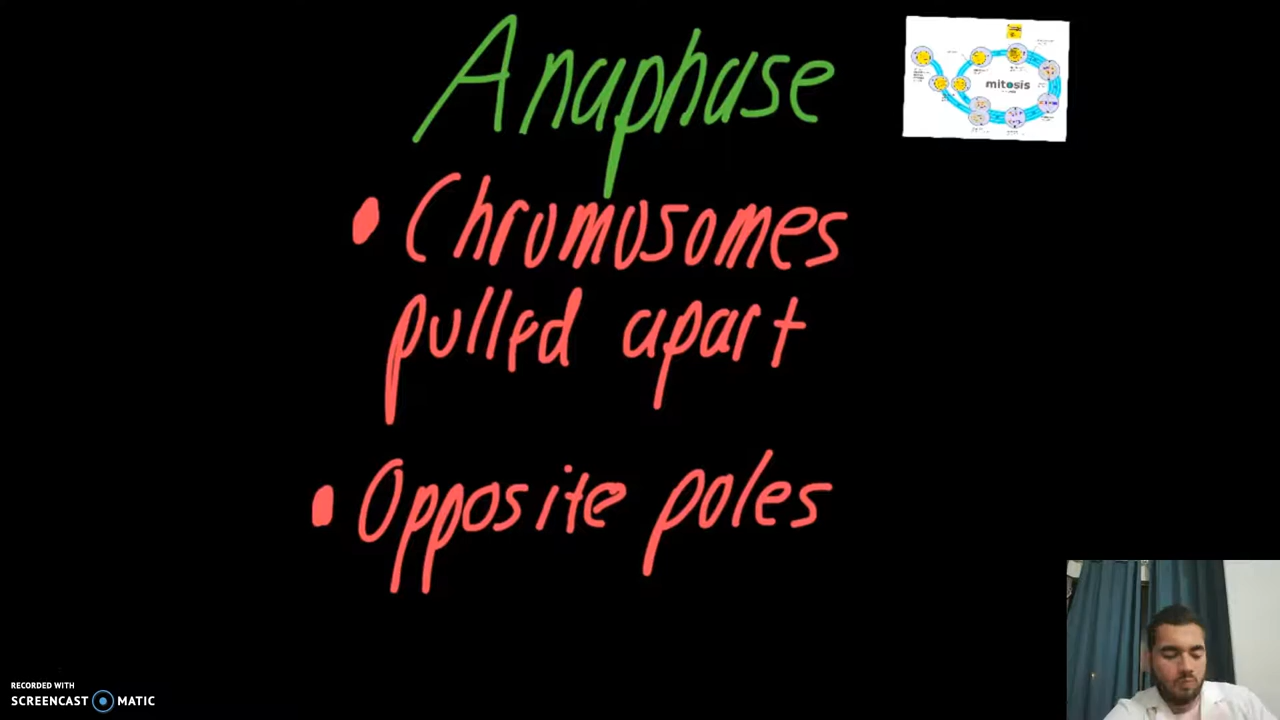 Anaphase
mitosis
• Chromosomes
pulled apart
• Opposite poles
RECORDED WITH
SCREENCAST MATIC